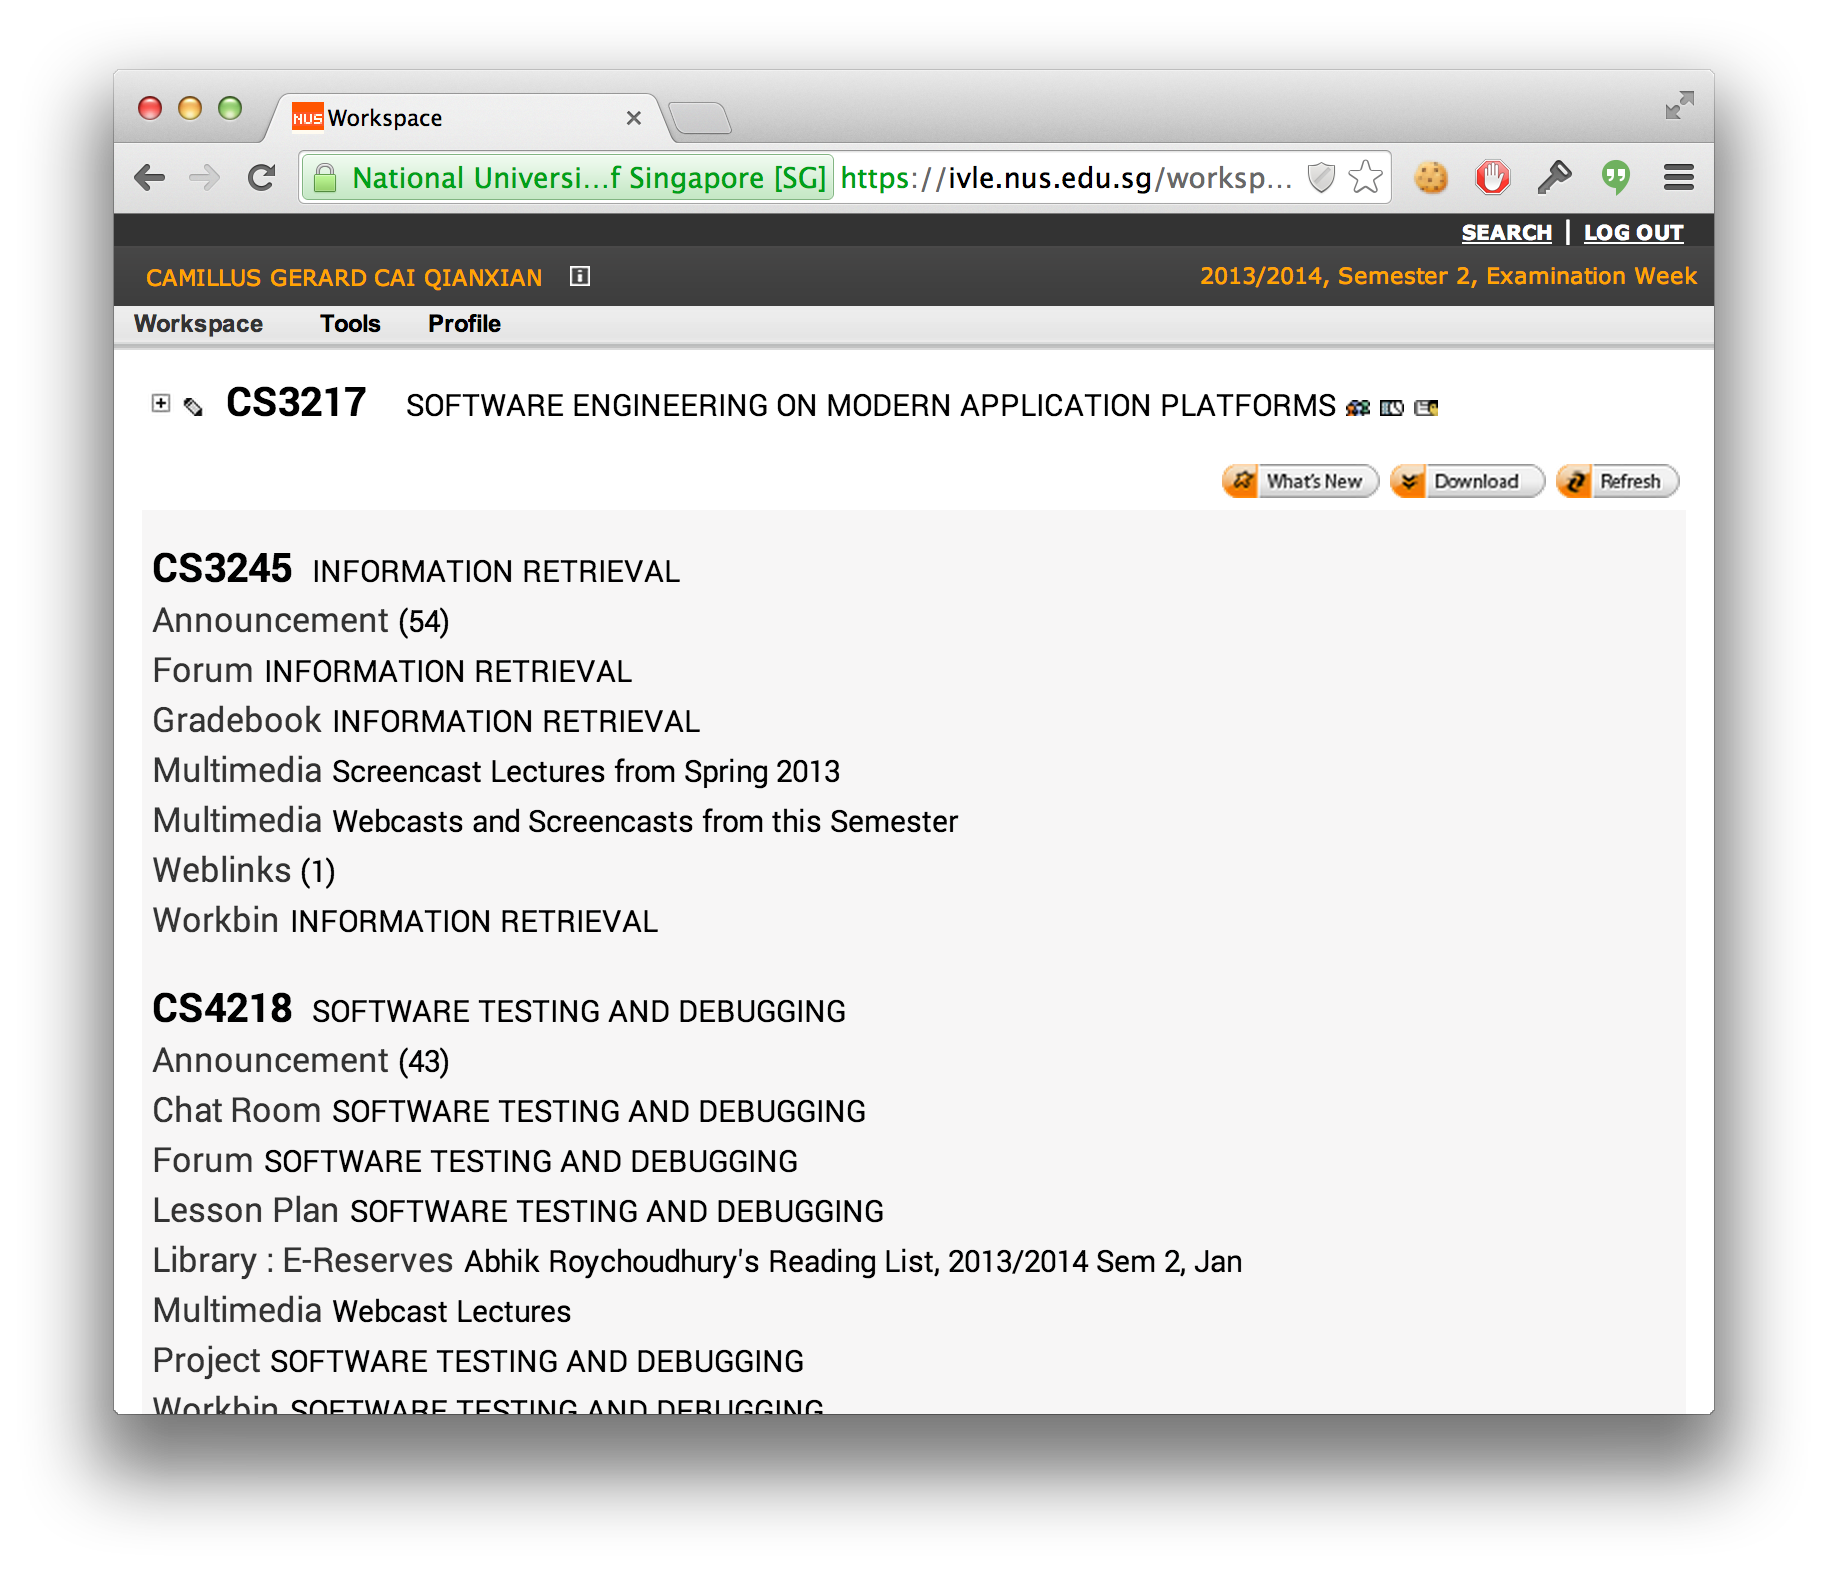 NUS Workspace
National Universi...f Singapore [SG] https://ivle.nus.edu.sg/worksp...
SEARCH | LOG OUT
CAMILLUS GERARD CAI QIANXIAN 2013/2014, Semester 2, Examination Week
Workspace Tools Profile
CS3217 SOFTWARE ENGINEERING ON MODERN APPLICATION PLATFORMS
What's New Download Refresh
CS3245 INFORMATION RETRIEVAL
Announcement (54)
Forum INFORMATION RETRIEVAL
Gradebook INFORMATION RETRIEVAL
Multimedia Screencast Lectures from Spring 2013
Multimedia Webcasts and Screencasts from this Semester
Weblinks (1)
Workbin INFORMATION RETRIEVAL
CS4218 SOFTWARE TESTING AND DEBUGGING
Announcement (43)
Chat Room SOFTWARE TESTING AND DEBUGGING
Forum SOFTWARE TESTING AND DEBUGGING
Lesson Plan SOFTWARE TESTING AND DEBUGGING
Library : E-Reserves Abhik Roychoudhury's Reading List, 2013/2014 Sem 2, Jan
Multimedia Webcast Lectures
Project SOFTWARE TESTING AND DEBUGGING
Workbin SOFTWARE TESTING AND DEBUGGING